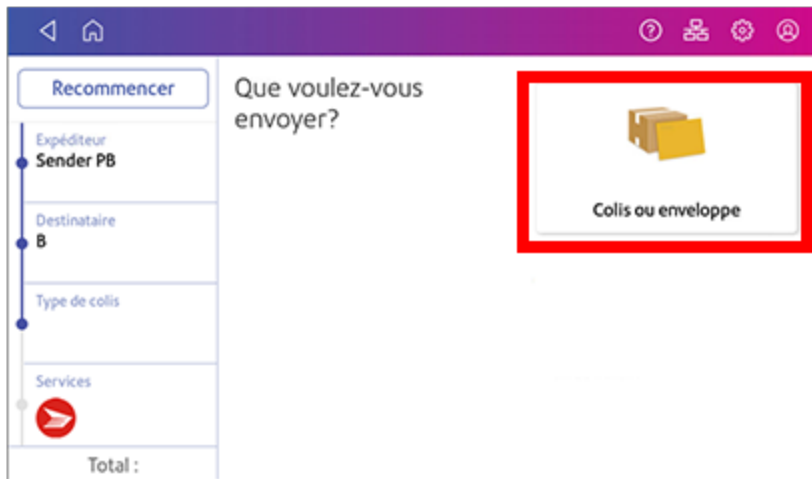 Recommencer
Expéditeur
Sender PB
Destinataire
B
Type de colis
Services
Total :
Que voulez-vous
envoyer?
Colis ou enveloppe